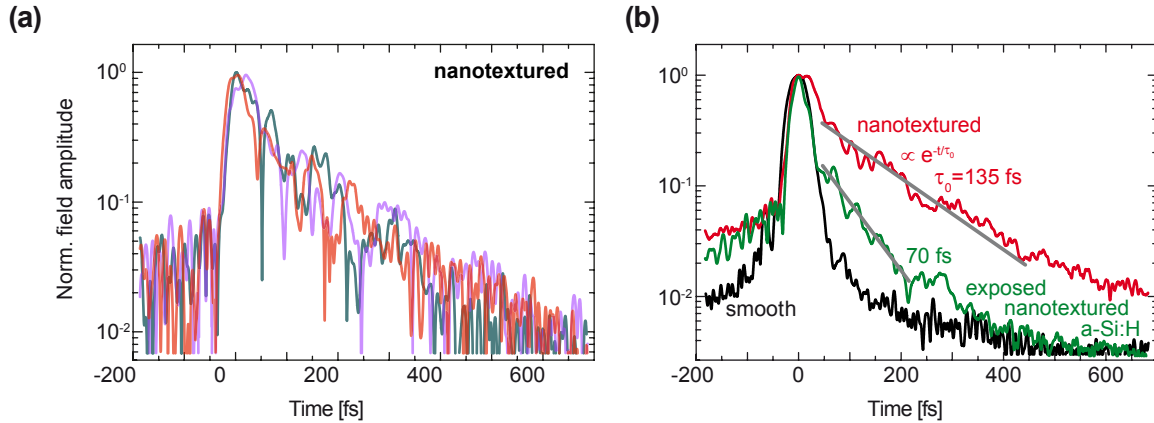 (a)
nanotextured
10⁰
10⁻¹
10⁻²
Norm. field amplitude
-200 0 200 400 600
Time [fs]
(b)
10⁰
10⁻¹
10⁻²
nanotextured
∝ e^-t/τ₀
τ₀=135 fs
70 fs
exposed
nanotextured
a-Si:H
smooth
-200 0 200 400 600
Time [fs]